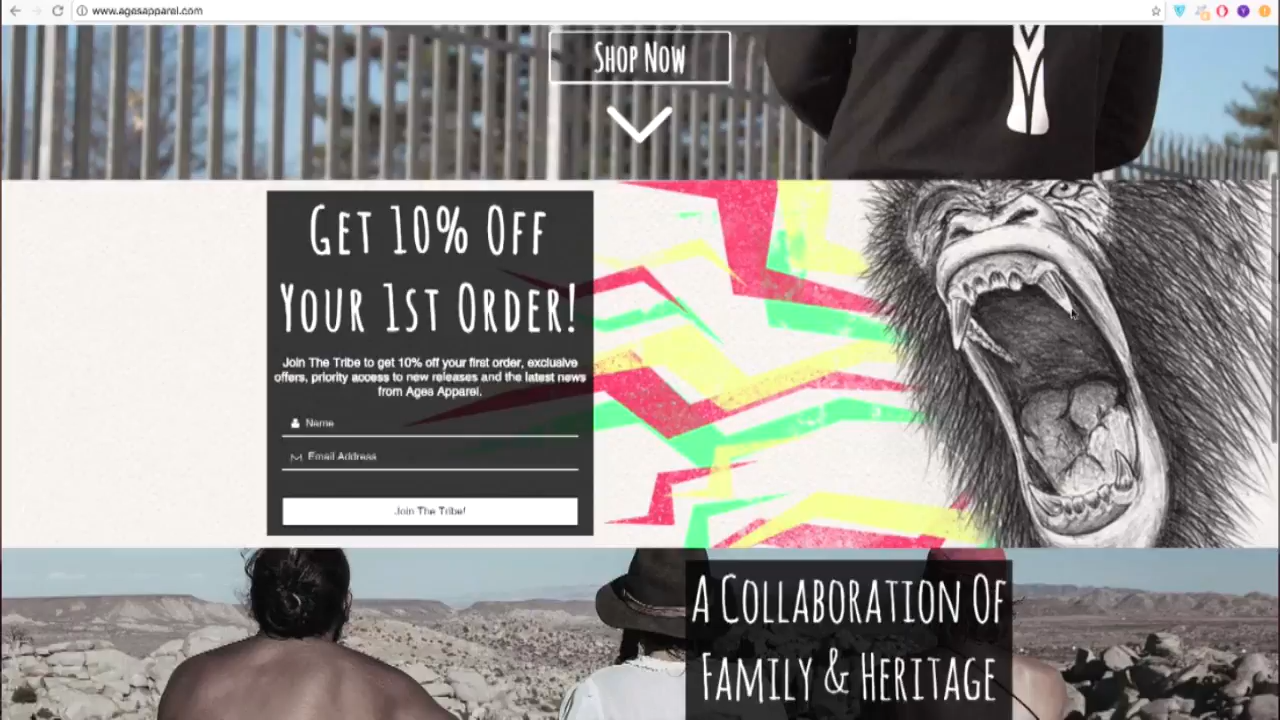 www.agesapparel.com
Shop Now
Get 10% Off
Your 1st Order!
Join The Tribe to get 10% off your first order, exclusive
offers, priority access to new releases and the latest news
from Ages Apparel.
Name
Email Address
Join The Tribe!
A Collaboration Of
Family & Heritage